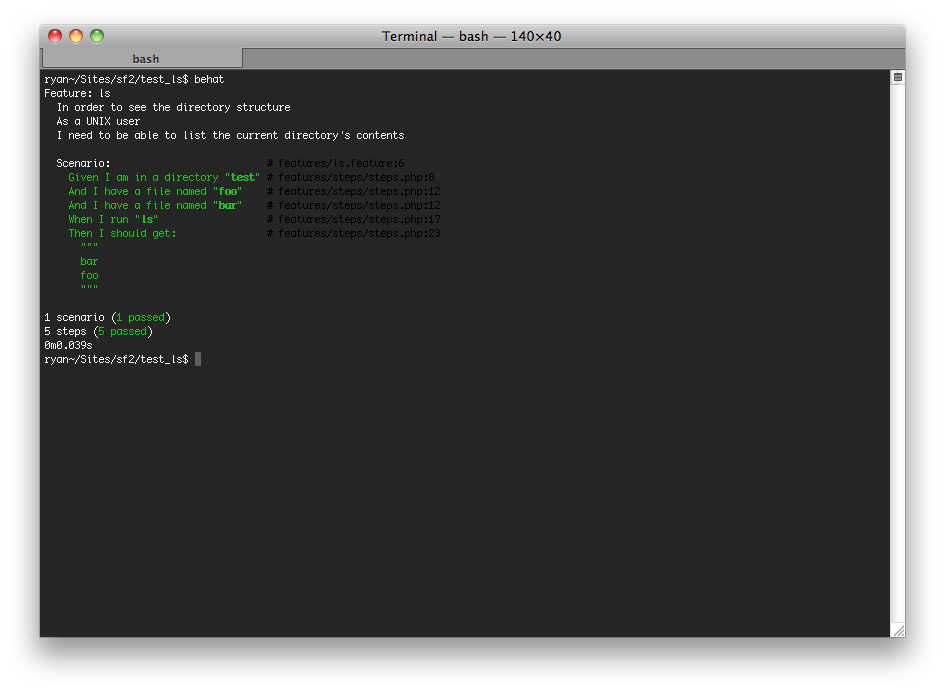 Terminal — bash — 140×40
bash
ryan~/Sites/sf2/test_ls$ behat
Feature: ls
  In order to see the directory structure
  As a UNIX user
  I need to be able to list the current directory's contents

  Scenario:                          # features/ls.feature:6
    Given I am in a directory "test" # features/steps/steps.php:8
    And I have a file named "foo"    # features/steps/steps.php:12
    And I have a file named "bar"    # features/steps/steps.php:12
    When I run "ls"                  # features/steps/steps.php:17
    Then I should get:               # features/steps/steps.php:23
      """
      bar
      foo
      """

1 scenario (1 passed)
5 steps (5 passed)
0m0.039s
ryan~/Sites/sf2/test_ls$